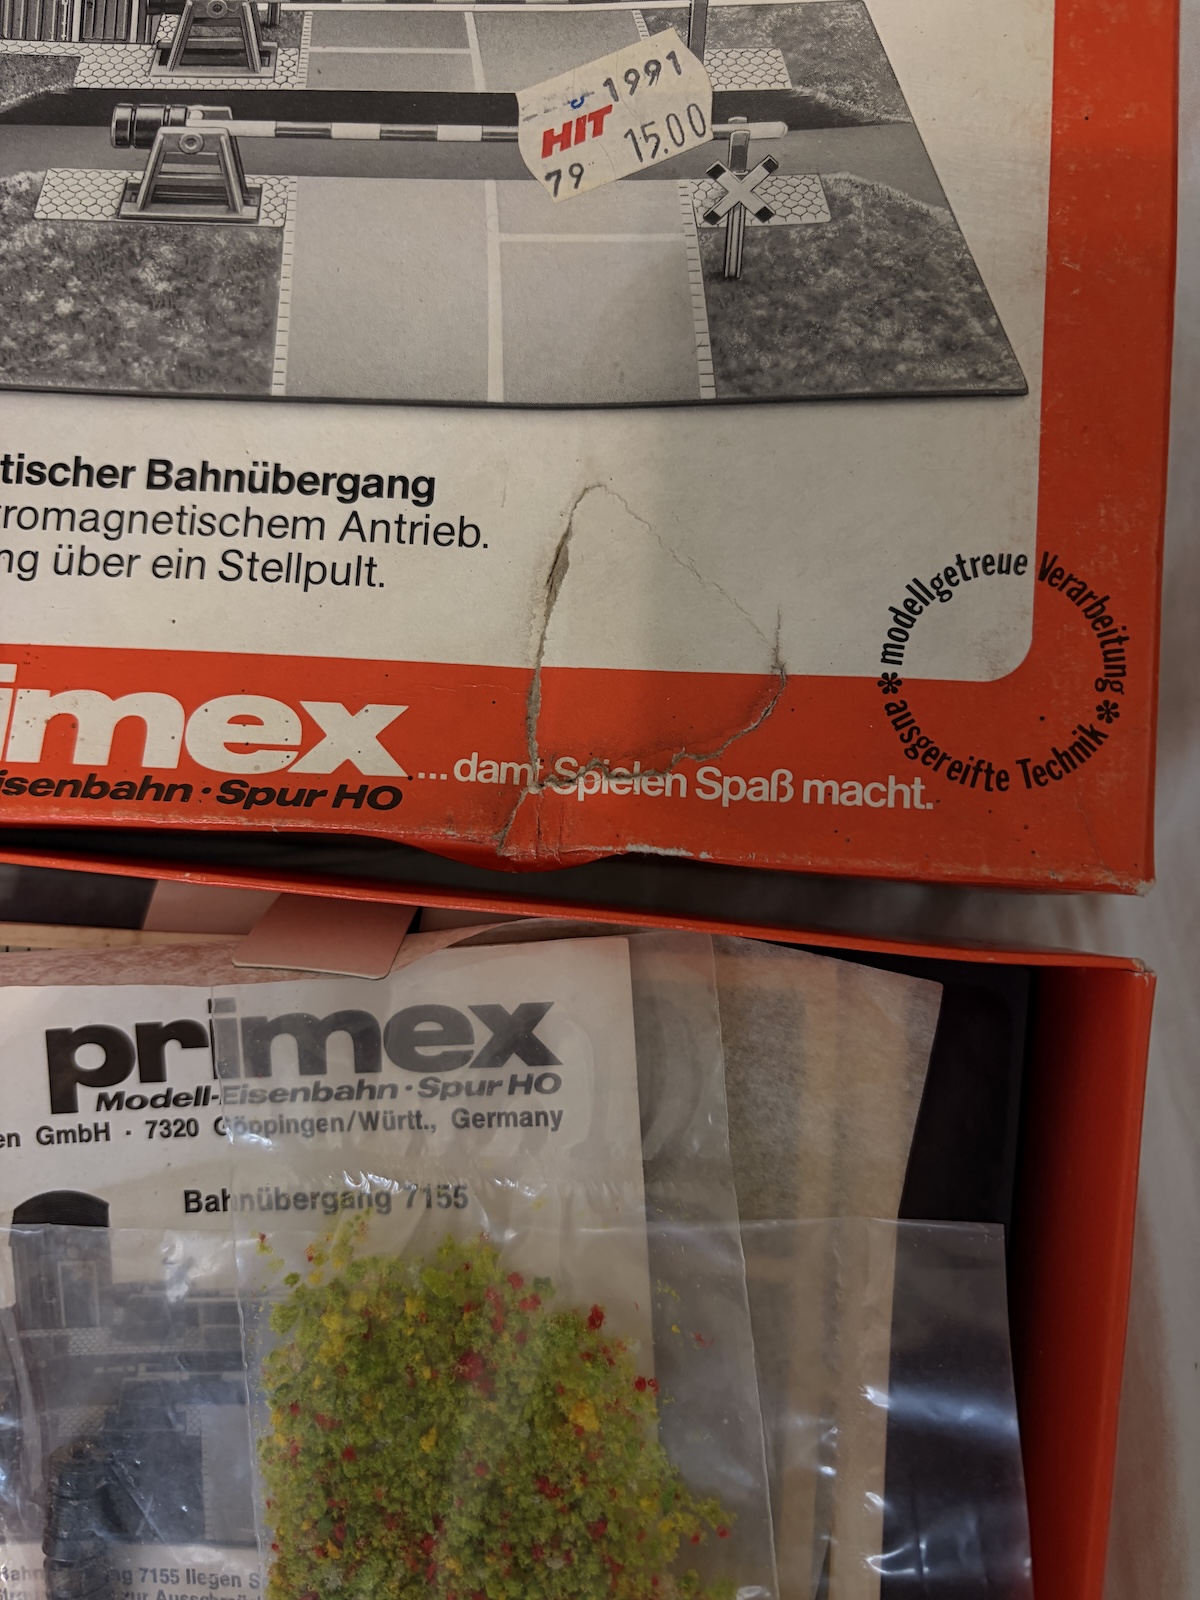 1991
HIT
15.00
79
tischer Bahnübergang
romagnetischem Antrieb.
ng über ein Stellpult.
modellgetreue Verarbeitung
* ausgereifte Technik *
imex
isenbahn · Spur HO
...damit Spielen Spaß macht.
primex
Modell-Eisenbahn · Spur HO
en GmbH · 7320 Göppingen/Württ., Germany
Bahnübergang 7155
7155 liegen S